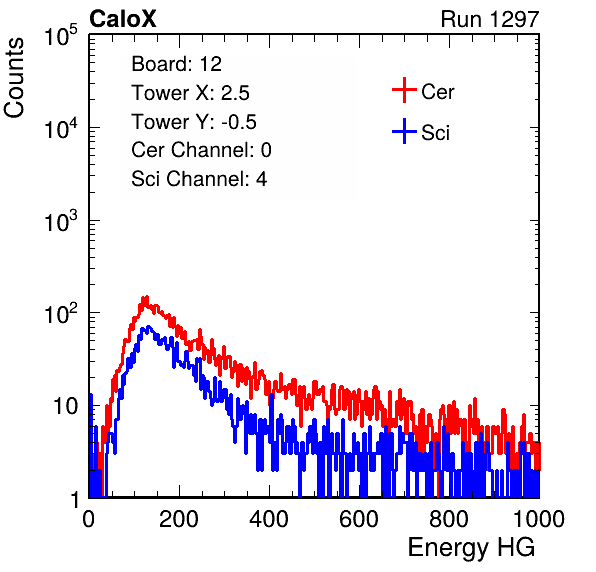 CaloX Run 1297
Counts
Board: 12
Tower X: 2.5
Tower Y: -0.5
Cer Channel: 0
Sci Channel: 4
Cer
Sci
10^5
10^4
10^3
10^2
10
1
0 200 400 600 800 1000
Energy HG